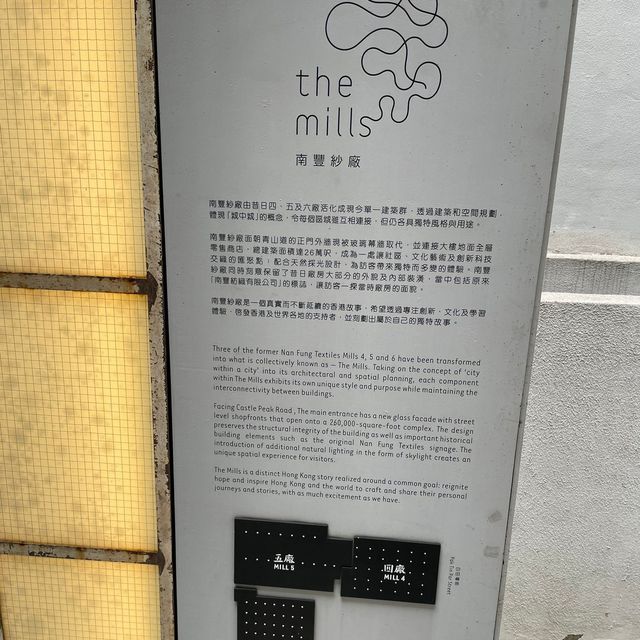 the
mills
南豐紗廠
南豐紗廠由昔日四、五及六廠活化成現今單一建築群，透過建築和空間規劃，
體現「城中城」的概念，令每個區域雖互相連接，但仍各具獨特風格與用途。
南豐紗廠面朝青山道的正門外牆現被玻璃幕牆取代，並連接大樓地面全層
零售商店，總建築面積達26萬呎，成為一處讓社區、文化藝術及創新科技
交織的匯聚點；配合天然採光設計，為訪客帶來獨特而多變的體驗。南豐
紗廠同時刻意保留了昔日廠房大部分的外貌及內部裝潢，當中包括原來
「南豐紡織有限公司」的標誌，讓訪客一探當時廠房的面貌。
南豐紗廠是一個真實而不斷延續的香港故事，希望透過專注創新、文化及學習
體驗，啓發香港及世界各地的支持者，並刻劃出屬於自己的獨特故事。
Three of the former Nan Fung Textiles Mills 4, 5 and 6 have been transformed
into what is collectively known as – The Mills. Taking on the concept of ‘city
within a city’ into its architectural and spatial planning, each component
within The Mills exhibits its own unique style and purpose while maintaining the
interconnectivity between buildings.
Facing Castle Peak Road , The main entrance has a new glass facade with street
level shopfronts that open onto a 260,000-square-foot complex. The design
preserves the structural integrity of the building as well as important historical
building elements such as the original Nan Fung Textiles signage. The
introduction of additional natural lighting in the form of skylight creates an
unique spatial experience for visitors.
The Mills is a distinct Hong Kong story realized around a common goal: reignite
hope and inspire Hong Kong and the world to craft and share their personal
journeys and stories, with as much excitement as we have.
五廠
MILL 5
四廠
MILL 4
白田壩街
Pak Tin Par Street